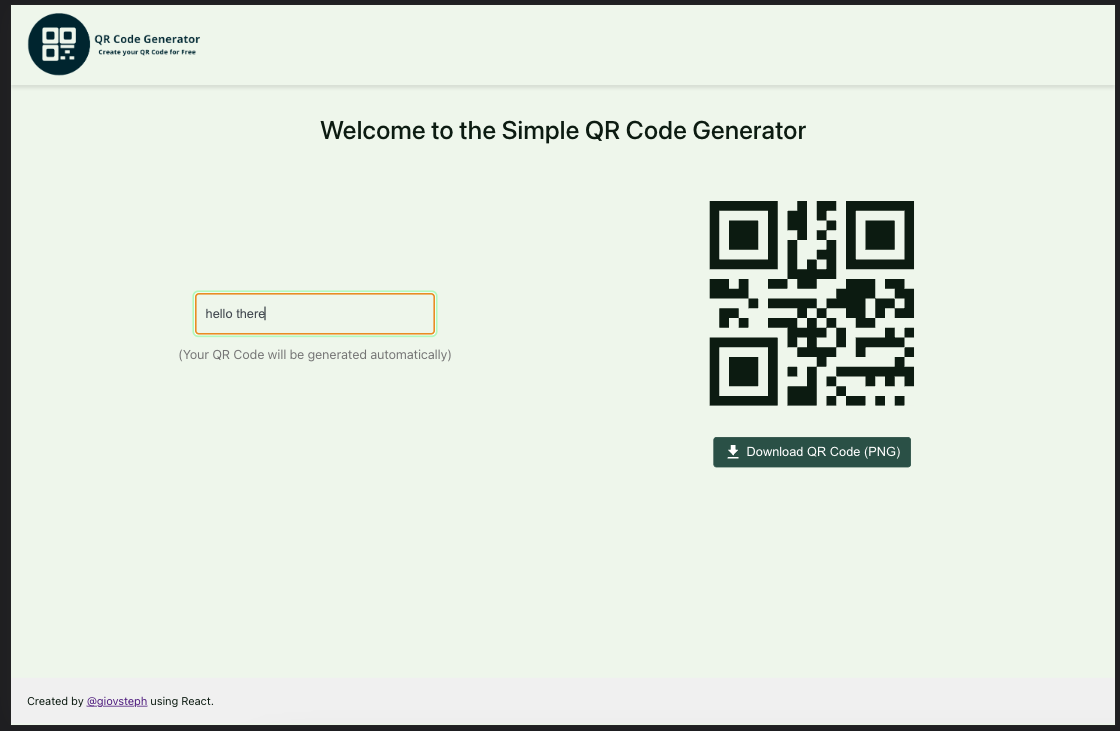 QR Code Generator
Create your QR Code for Free
Welcome to the Simple QR Code Generator
hello there
(Your QR Code will be generated automatically)
Download QR Code (PNG)
Created by @giovsteph using React.